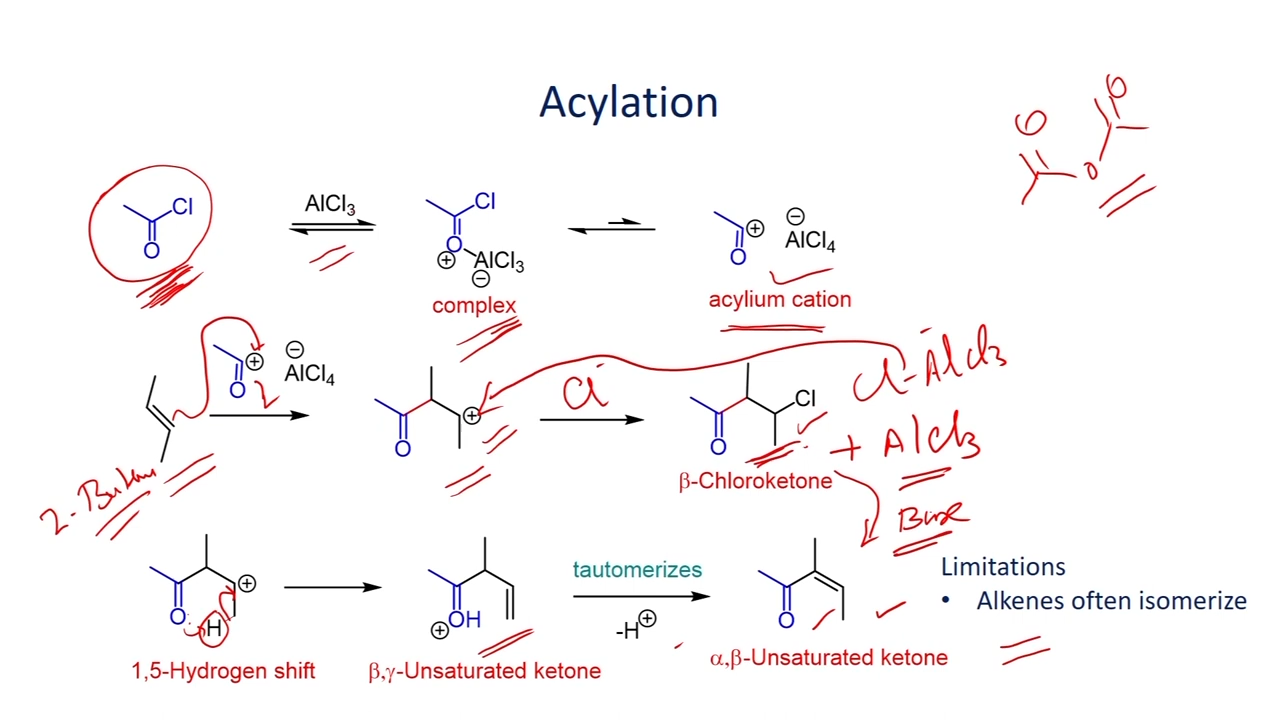 Acylation
O
O
O
Cl
O
AlCl₃
Cl
O
⊕
AlCl₃
⊖
complex
⊕
O
⊖
AlCl₄
acylium cation
⊕
O
⊖
AlCl₄
2-Butene
O
⊕
Cl
O
Cl
β-Chloroketone
Cl-AlCl₃
+ AlCl₃
Base
O
H
⊕
1,5-Hydrogen shift
OH
⊕
β,γ-Unsaturated ketone
tautomerizes
-H⊕
O
α,β-Unsaturated ketone
Limitations
• Alkenes often isomerize